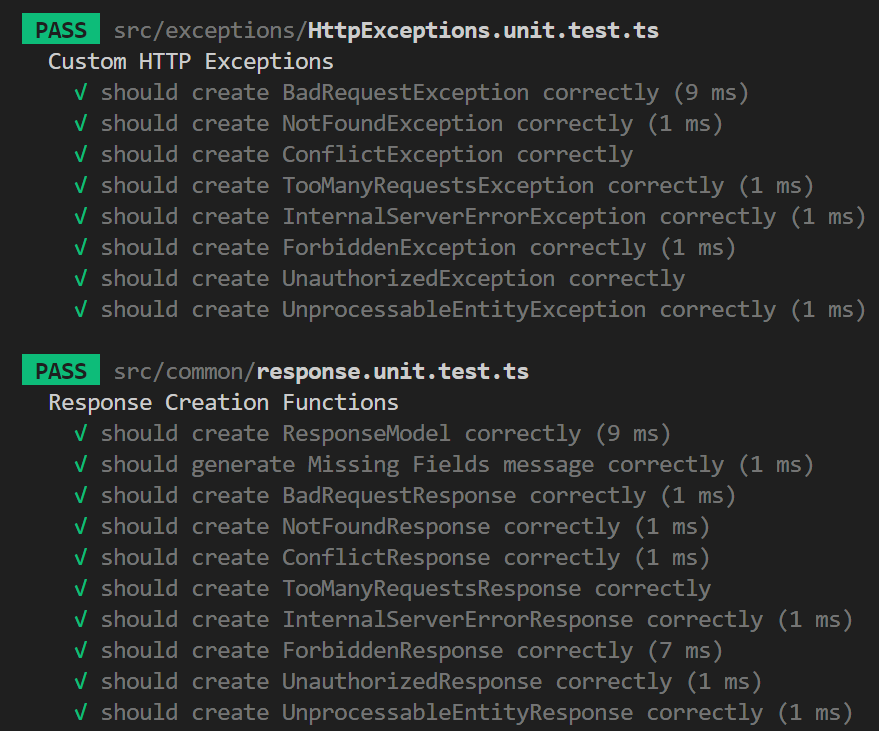 PASS src/exceptions/HttpExceptions.unit.test.ts
Custom HTTP Exceptions
√ should create BadRequestException correctly (9 ms)
√ should create NotFoundException correctly (1 ms)
√ should create ConflictException correctly
√ should create TooManyRequestsException correctly (1 ms)
√ should create InternalServerErrorException correctly (1 ms)
√ should create ForbiddenException correctly (1 ms)
√ should create UnauthorizedException correctly
√ should create UnprocessableEntityException correctly (1 ms)
PASS src/common/response.unit.test.ts
Response Creation Functions
√ should create ResponseModel correctly (9 ms)
√ should generate Missing Fields message correctly (1 ms)
√ should create BadRequestResponse correctly (1 ms)
√ should create NotFoundResponse correctly (1 ms)
√ should create ConflictResponse correctly (1 ms)
√ should create TooManyRequestsResponse correctly
√ should create InternalServerErrorResponse correctly (1 ms)
√ should create ForbiddenResponse correctly (7 ms)
√ should create UnauthorizedResponse correctly (1 ms)
√ should create UnprocessableEntityResponse correctly (1 ms)